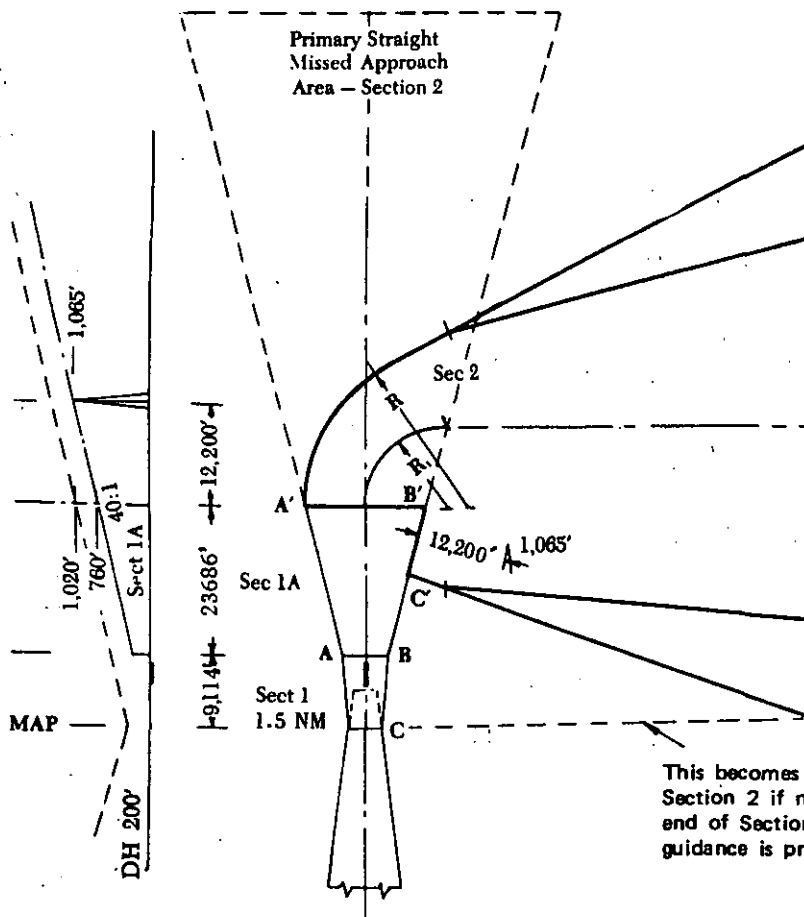 Primary Straight
Missed Approach
Area – Section 2
1,065'
Sec 2
R
R₁
12,200'
A'
B'
40:1
12,200'
1,065'
1,020'
760'
Sect 1A
23686'
Sec 1A
C'
A
B
9,114'
Sect 1
1.5 NM
MAP
C
This becomes
Section 2 if n
end of Section
guidance is pr
DH 200'